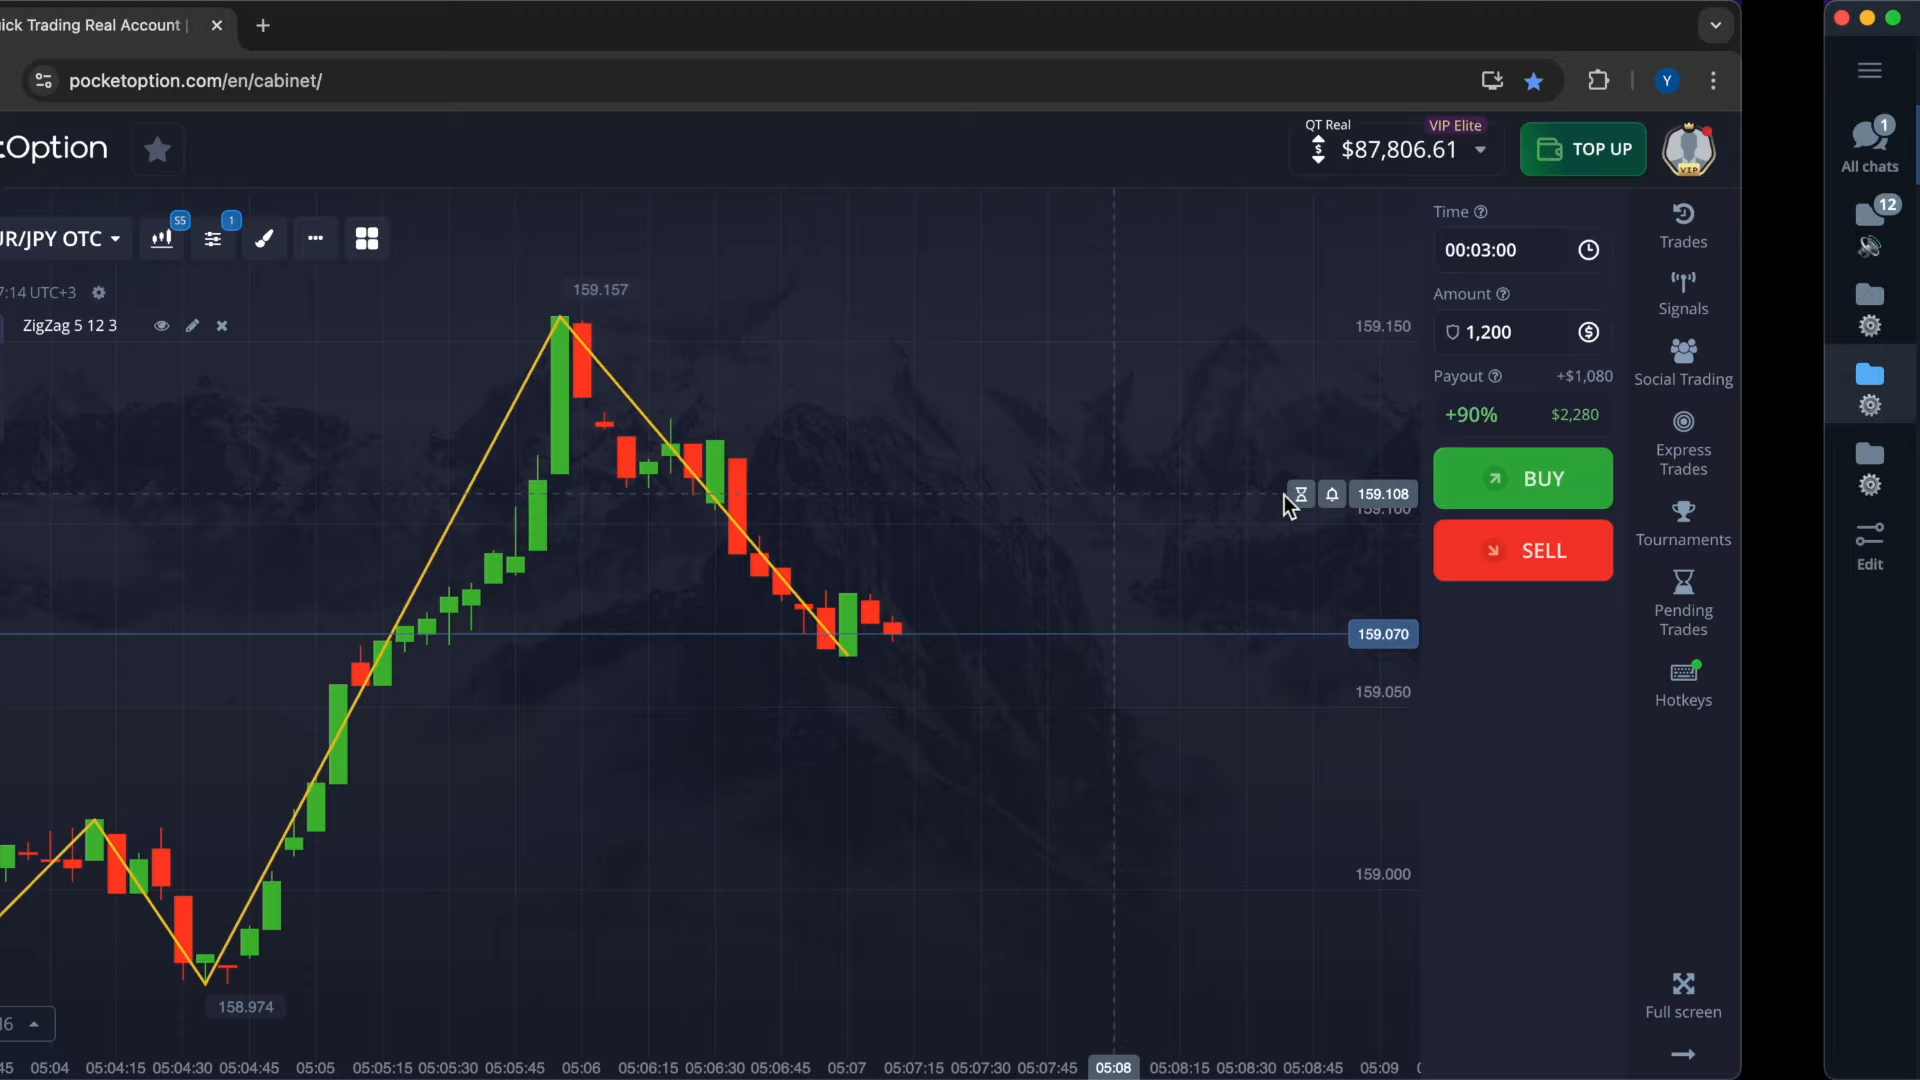 ick Trading Real Account |
pocketoption.com/en/cabinet/
Y
Option
QT Real
VIP Elite
$87,806.61
TOP UP
VIP
1
All chats
12
Edit
UR/JPY OTC
S5
1
7:14 UTC+3
ZigZag 5 12 3
159.157
159.150
159.108
159.100
159.070
159.050
159.000
158.974
Time
00:03:00
Amount
1,200
$
Payout
+$1,080
+90%
$2,280
BUY
SELL
Trades
Signals
Social Trading
Express
Trades
Tournaments
Pending
Trades
Hotkeys
Full screen
16
45 05:04 05:04:15 05:04:30 05:04:45 05:05 05:05:15 05:05:30 05:05:45 05:06 05:06:15 05:06:30 05:06:45 05:07 05:07:15 05:07:30 05:07:45 05:08 05:08:15 05:08:30 05:08:45 05:09